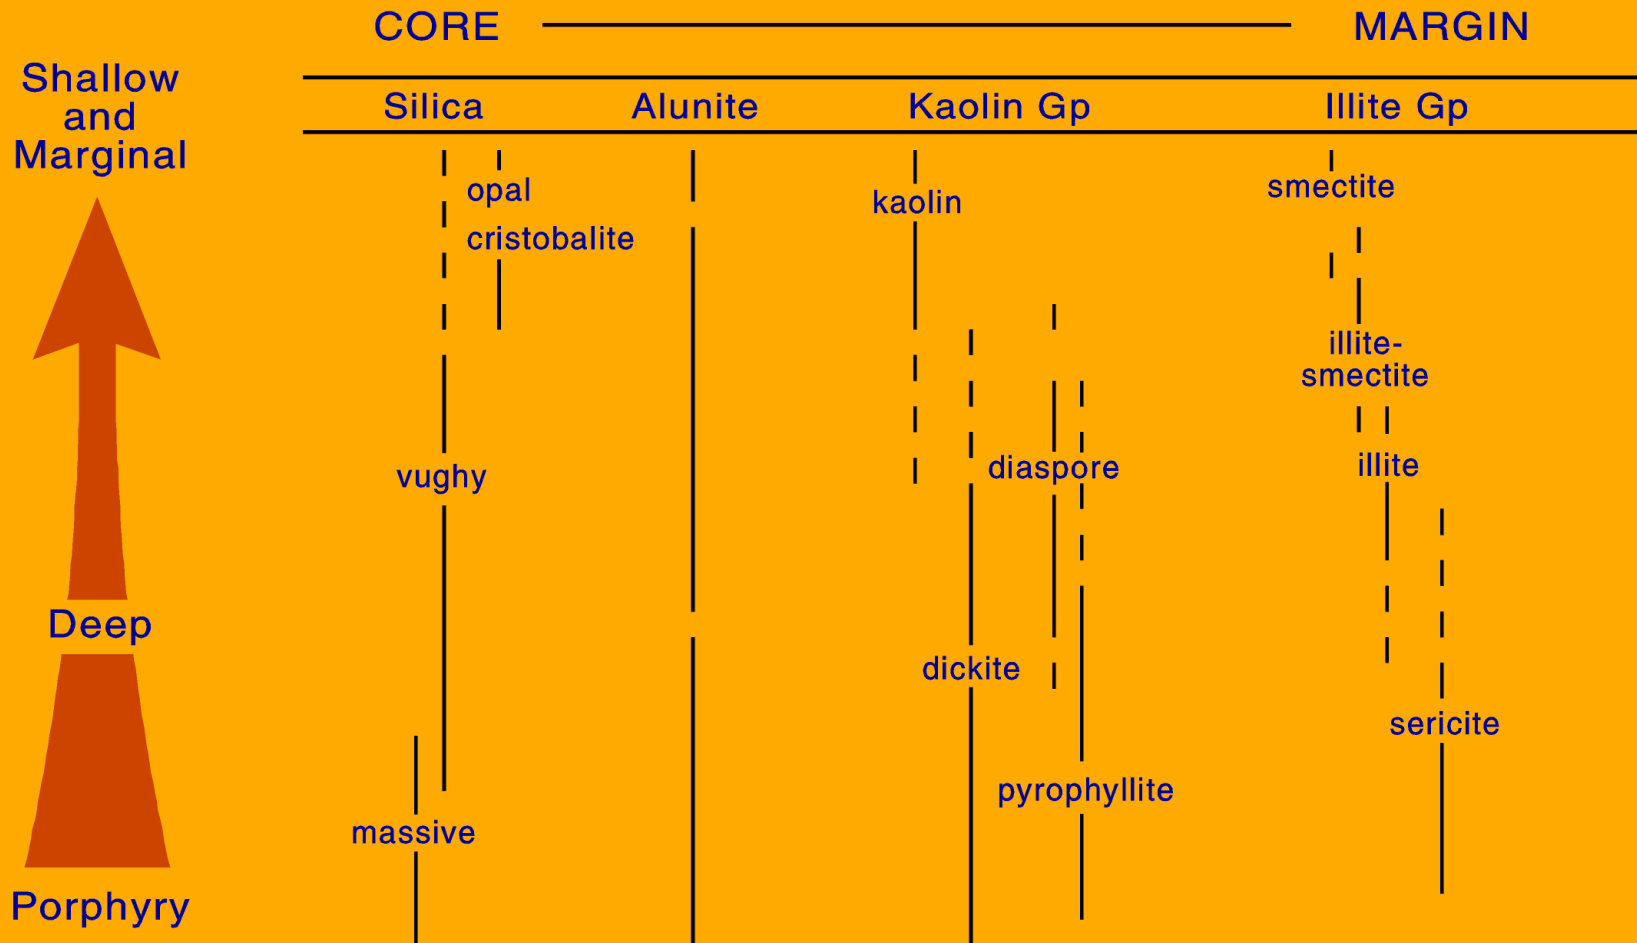 CORE MARGIN
Shallow
and
Marginal
Silica Alunite Kaolin Gp Illite Gp
opal
smectite
kaolin
cristobalite
illite-
smectite
vughy
diaspore
illite
Deep
dickite
sericite
pyrophyllite
massive
Porphyry